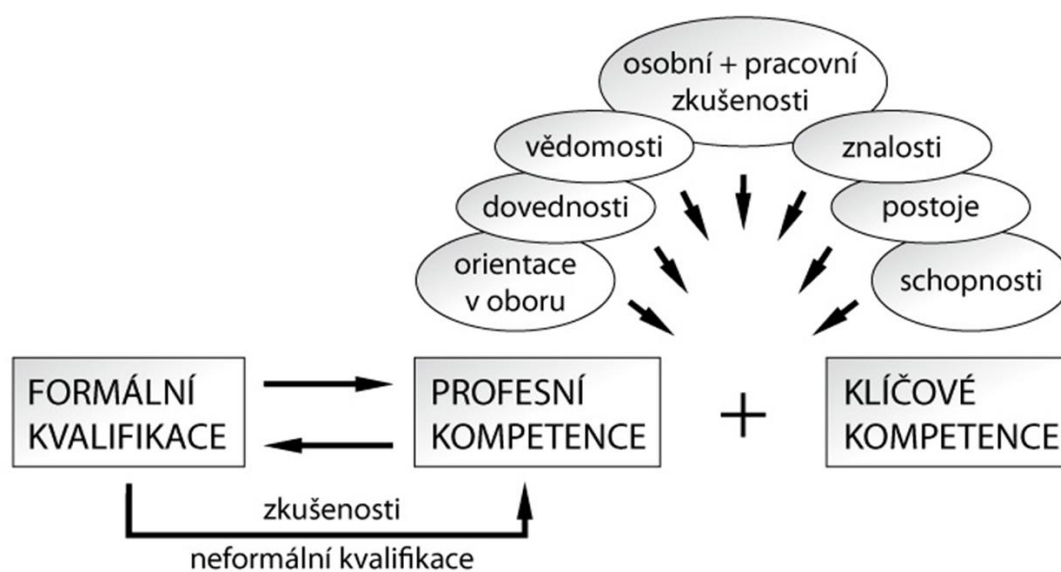 osobní + pracovní
zkušenosti
vědomosti
znalosti
dovednosti
postoje
orientace
v oboru
schopnosti
FORMÁLNÍ
KVALIFIKACE
PROFESNÍ
KOMPETENCE
+
KLÍČOVÉ
KOMPETENCE
zkušenosti
neformální kvalifikace